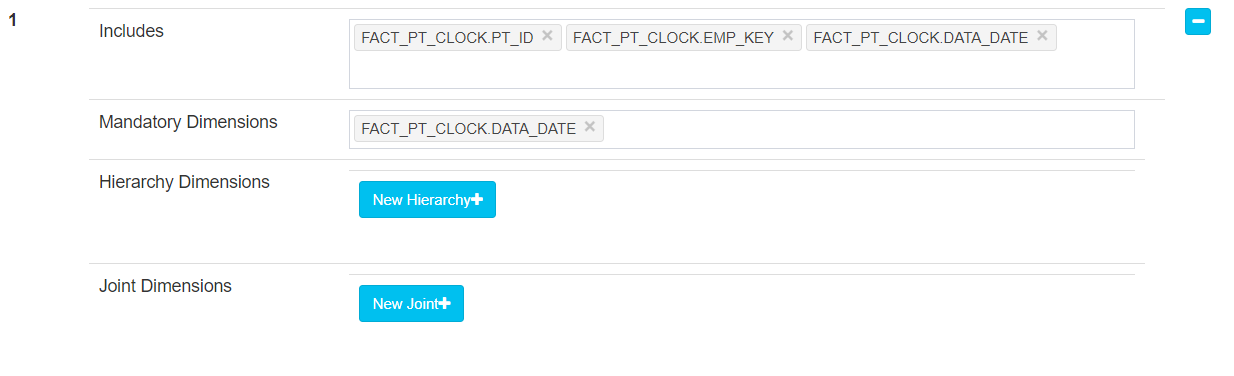 1
Includes
FACT_PT_CLOCK.PT_ID × FACT_PT_CLOCK.EMP_KEY × FACT_PT_CLOCK.DATA_DATE ×
Mandatory Dimensions
FACT_PT_CLOCK.DATA_DATE ×
Hierarchy Dimensions
New Hierarchy+
Joint Dimensions
New Joint+